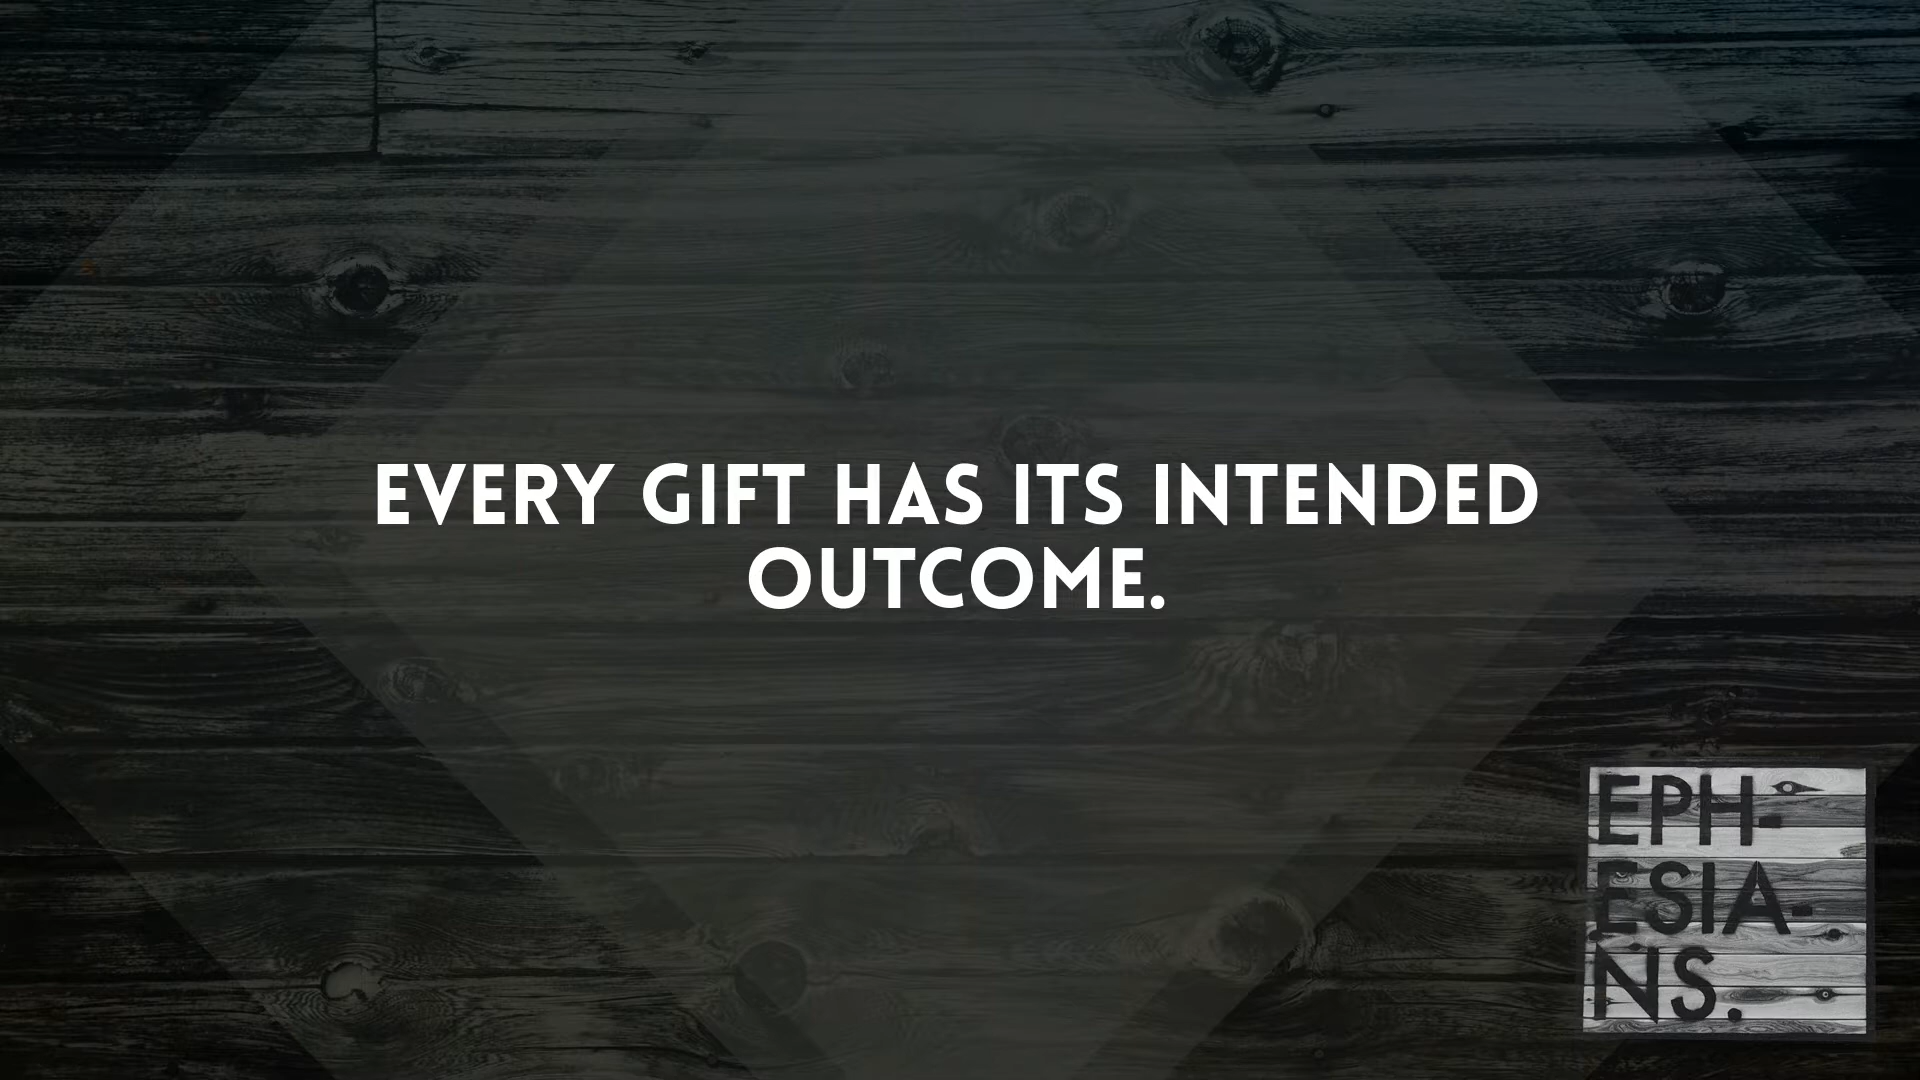 EVERY GIFT HAS ITS INTENDED
OUTCOME.
EPH-
ESIA-
NS.